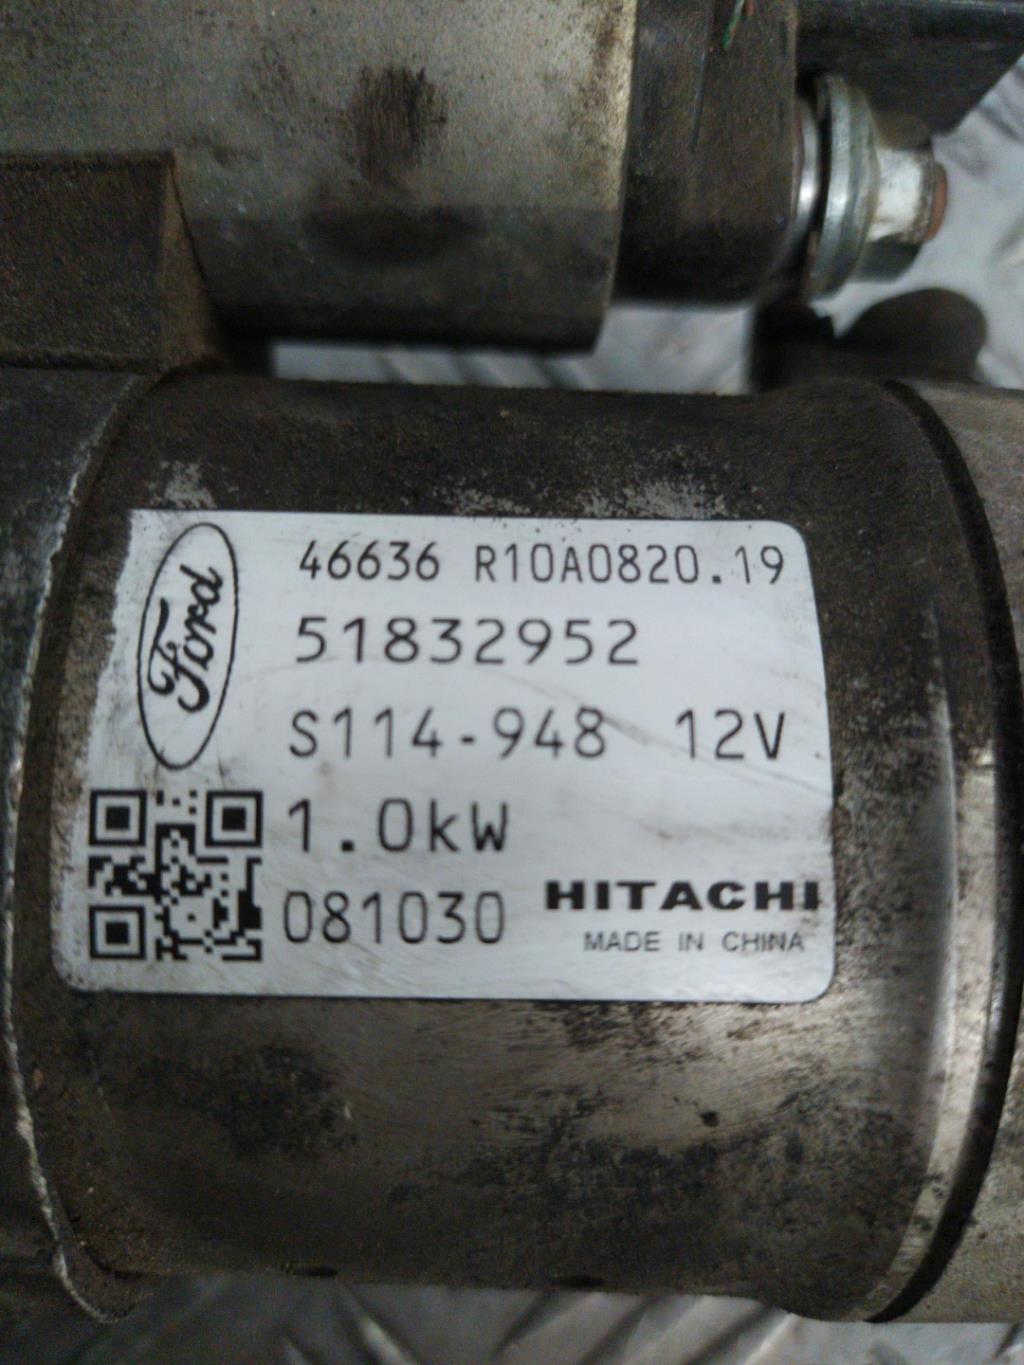 Ford
46636 R10A0820.19
51832952
S114-948 12V
1.0kW
081030 HITACHI
MADE IN CHINA